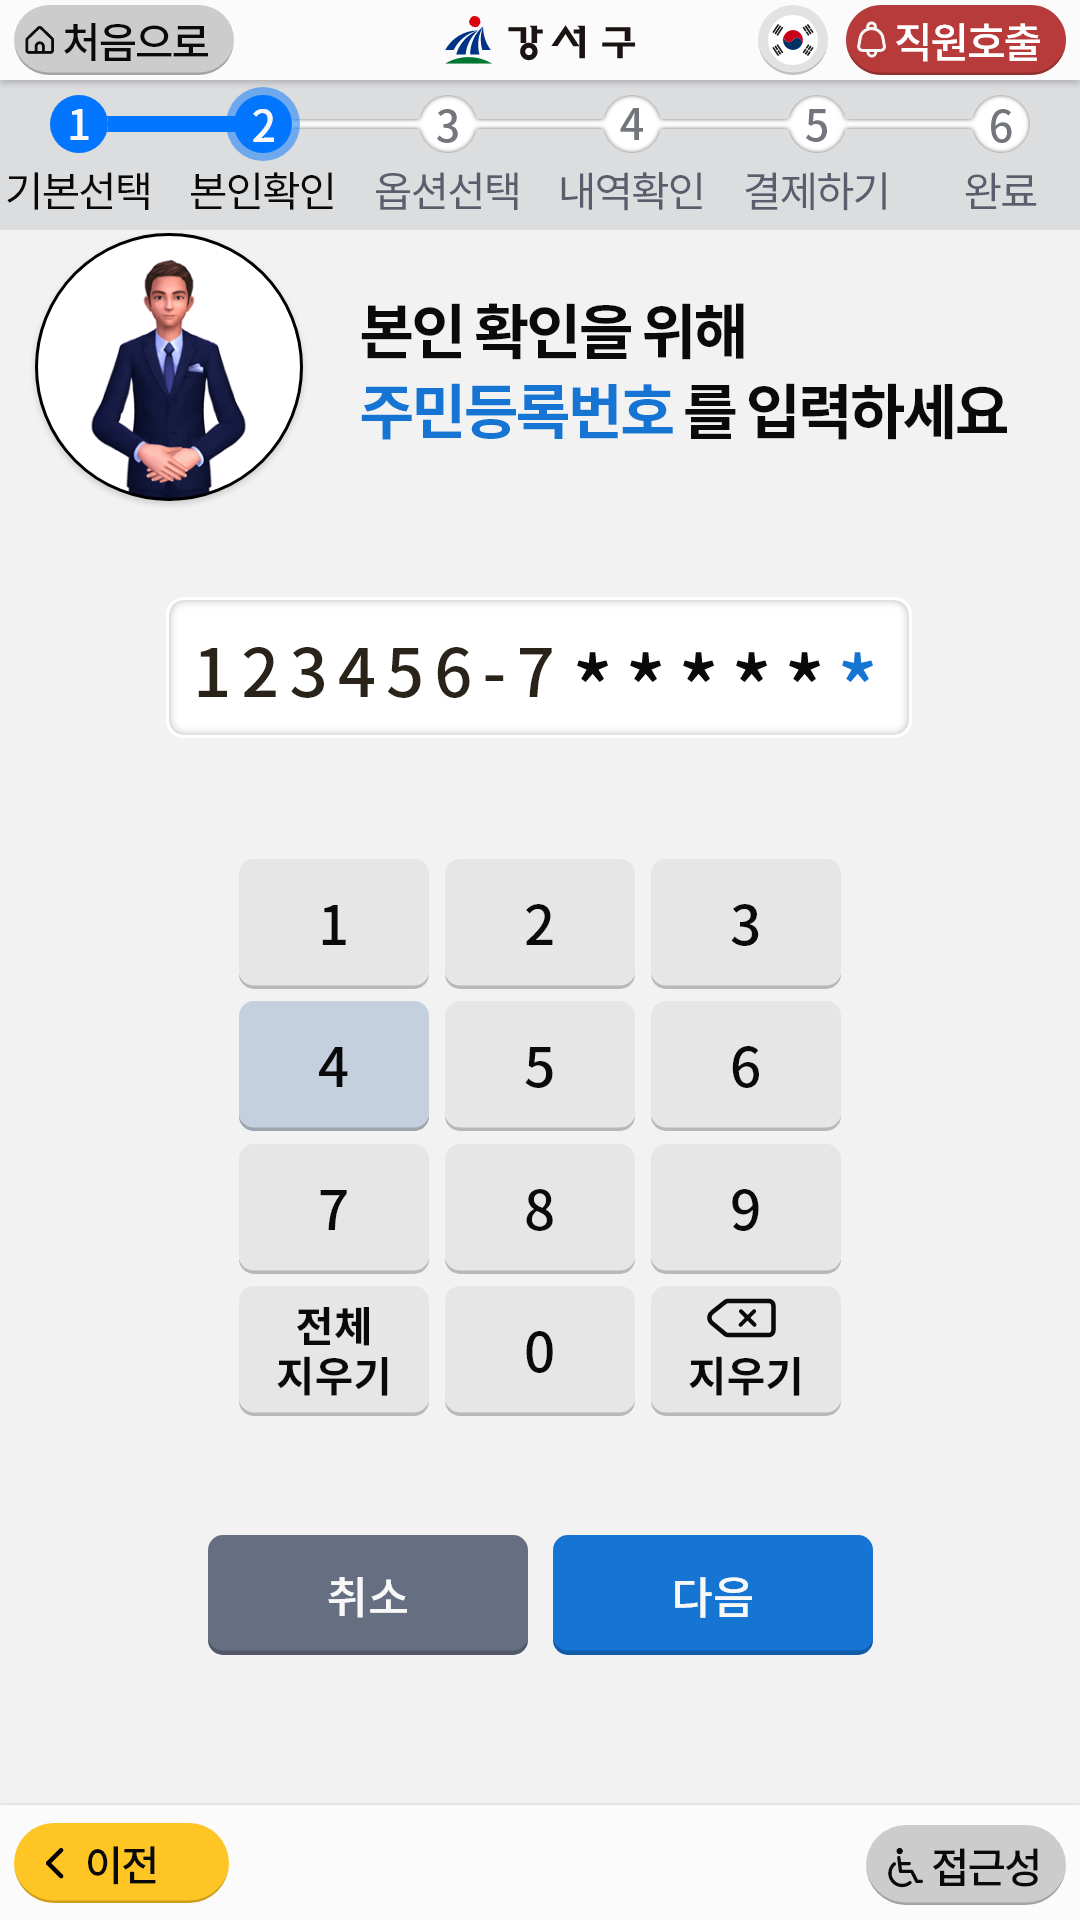 처음으로
강서구
직원호출
1 2 3 4 5 6
기본선택 본인확인 옵션선택 내역확인 결제하기 완료
본인 확인을 위해
주민등록번호 를 입력하세요
123456-7******
1 2 3
4 5 6
7 8 9
전체 지우기 0 지우기
취소 다음
이전 접근성